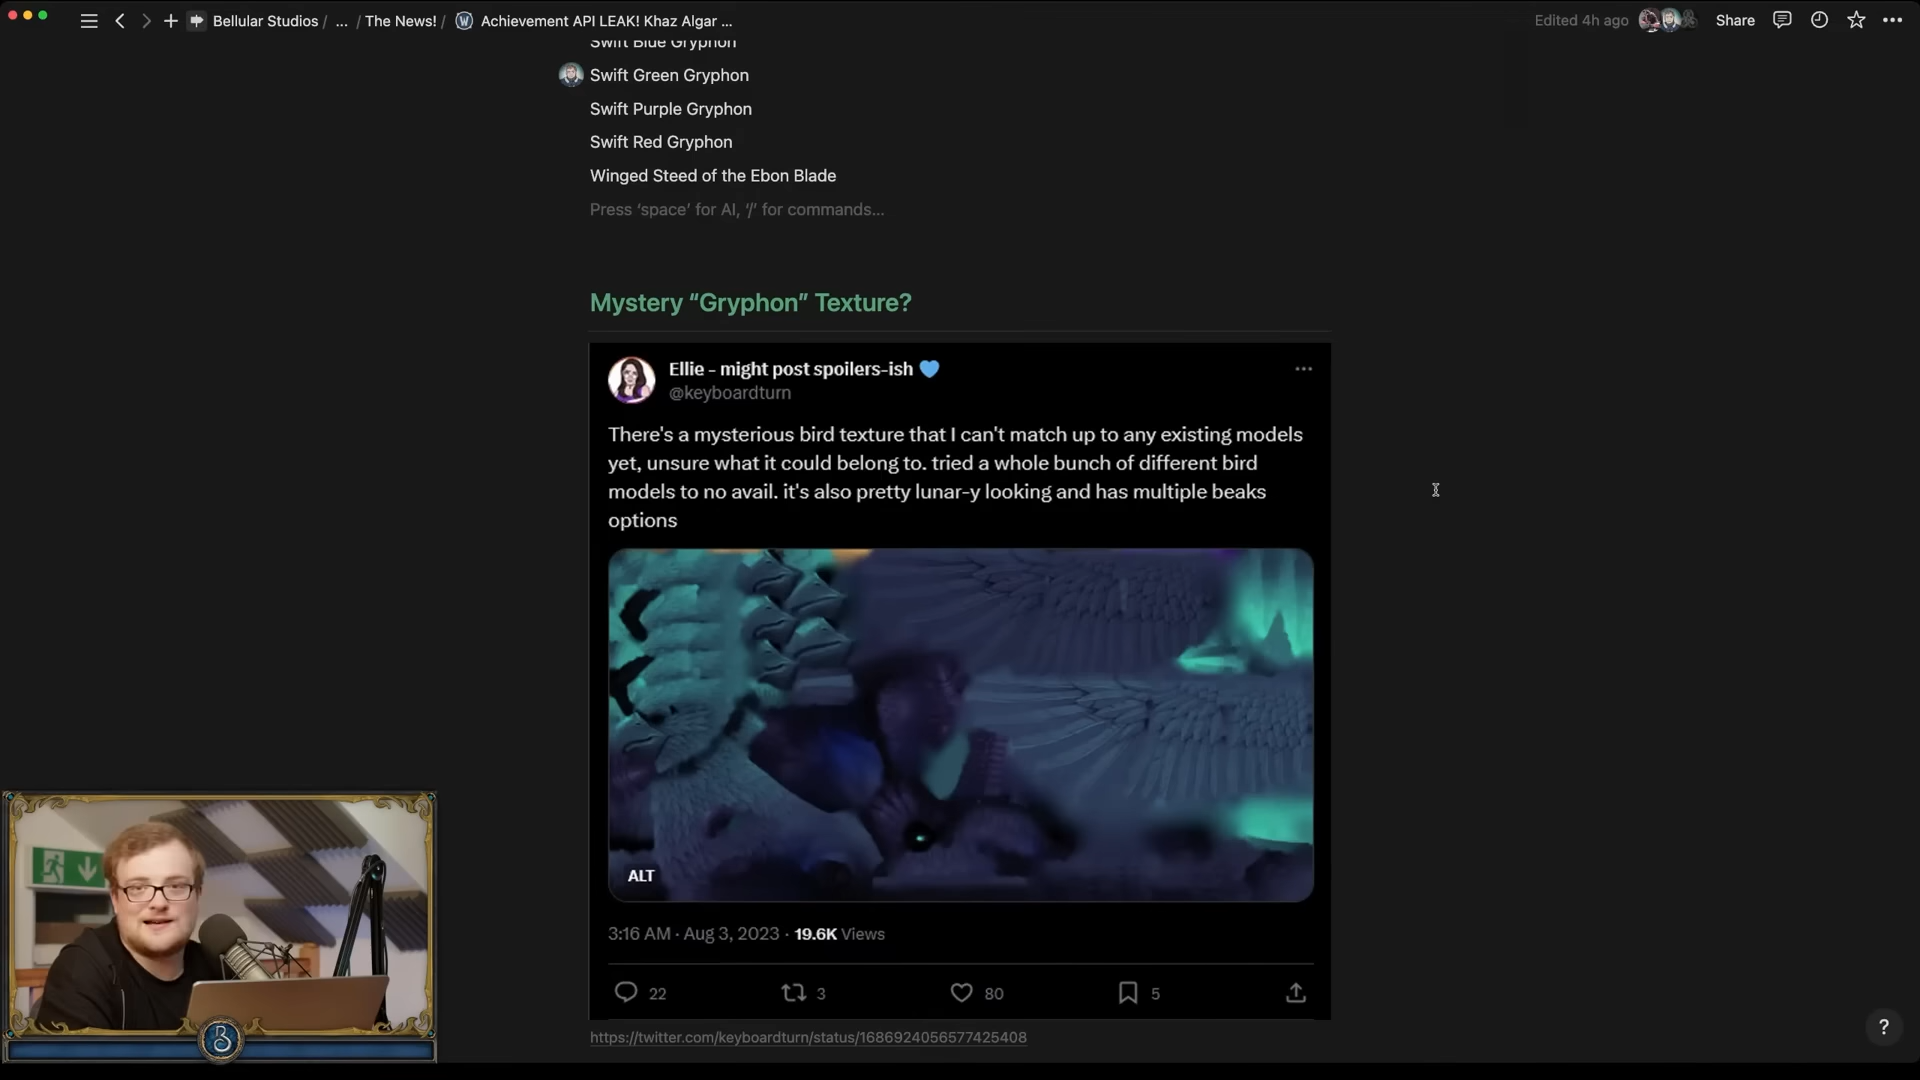 Bellular Studios / ... / The News! / Achievement API LEAK! Khaz Algar ...
Edited 4h ago
Share
Swift Blue Gryphon
Swift Green Gryphon
Swift Purple Gryphon
Swift Red Gryphon
Winged Steed of the Ebon Blade
Press ‘space’ for AI, ‘/’ for commands...
Mystery “Gryphon” Texture?
Ellie - might post spoilers-ish
@keyboardturn
There's a mysterious bird texture that I can't match up to any existing models
yet, unsure what it could belong to. tried a whole bunch of different bird
models to no avail. it's also pretty lunar-y looking and has multiple beaks
options
ALT
3:16 AM · Aug 3, 2023 · 19.6K Views
22 3 80 5
https://twitter.com/keyboardturn/status/1686924056577425408
B
?